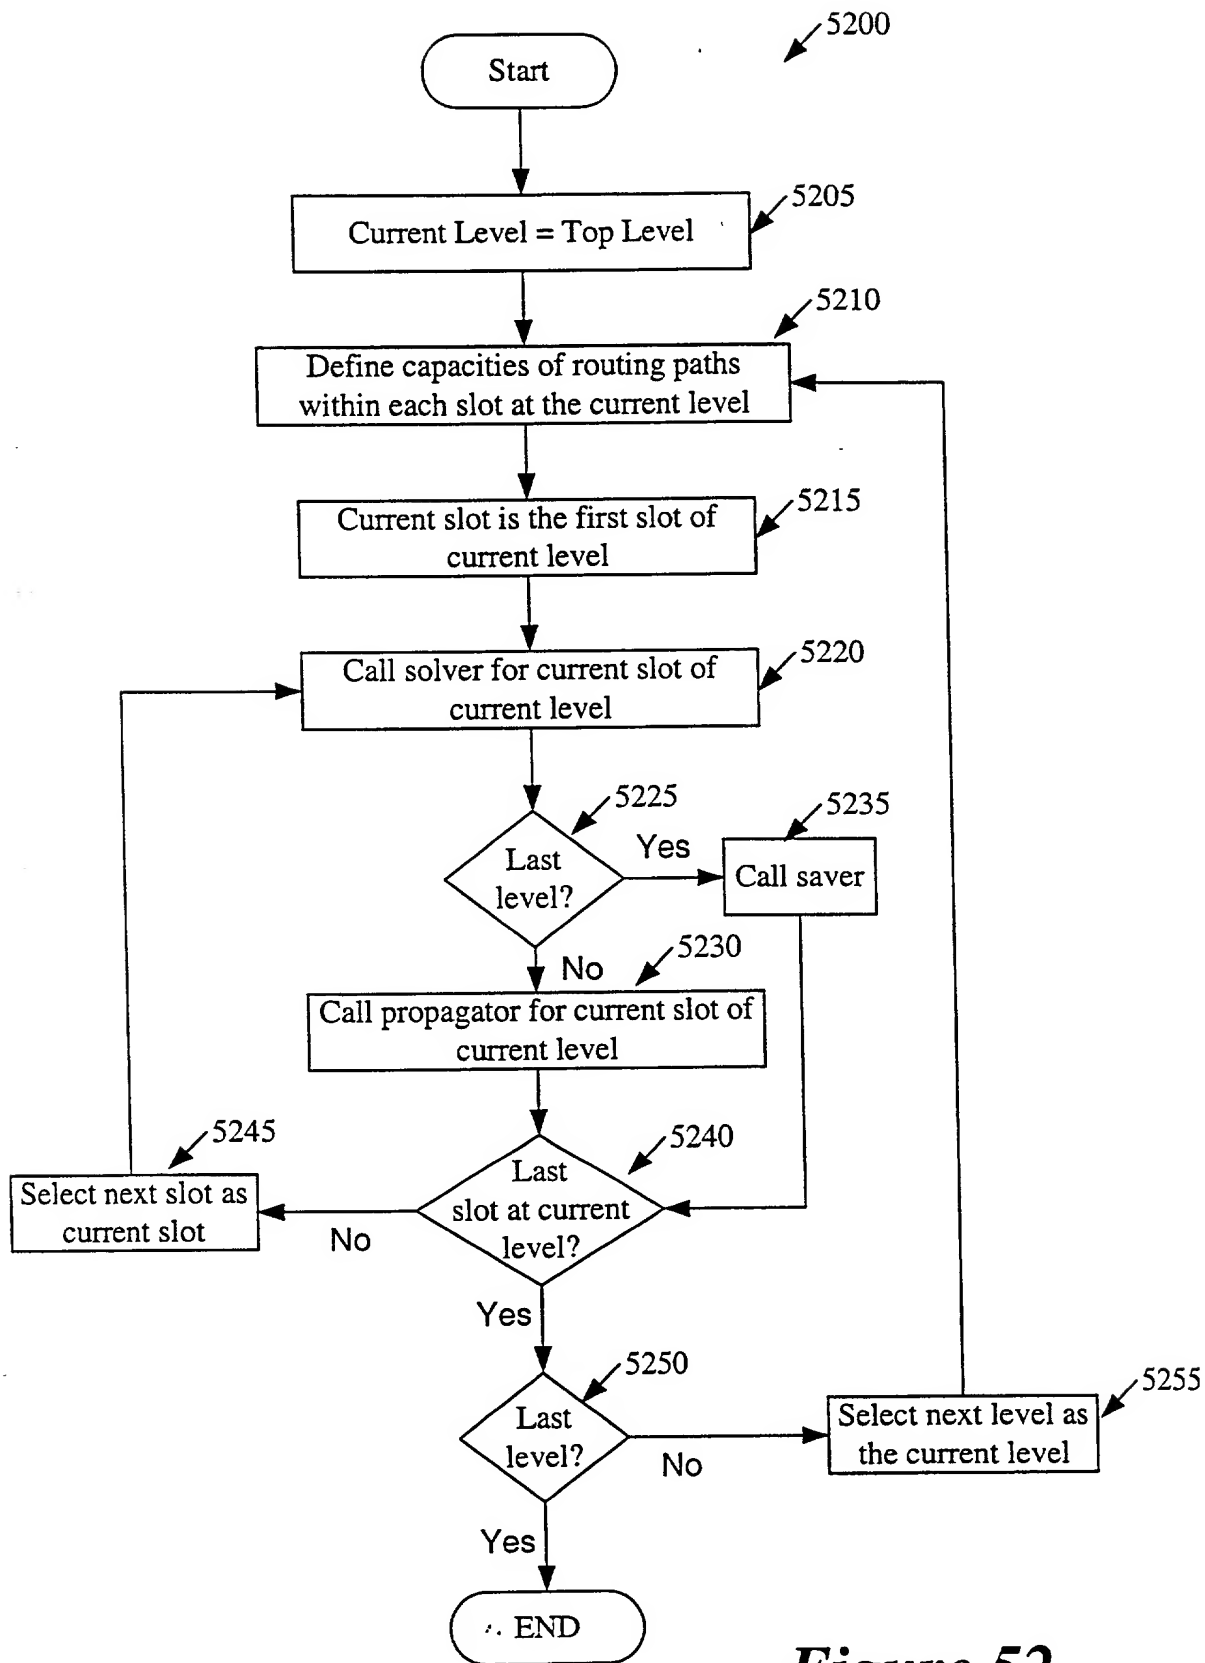 5200
Start
5205
Current Level = Top Level
5210
Define capacities of routing paths
within each slot at the current level
5215
Current slot is the first slot of
current level
5220
Call solver for current slot of
current level
5225
5235
Last
level?
Yes
Call saver
5230
No
Call propagator for current slot of
current level
5245
5240
Select next slot as
current slot
Last
slot at current
level?
No
Yes
5250
5255
Last
level?
Select next level as
the current level
No
Yes
END
Figure 52